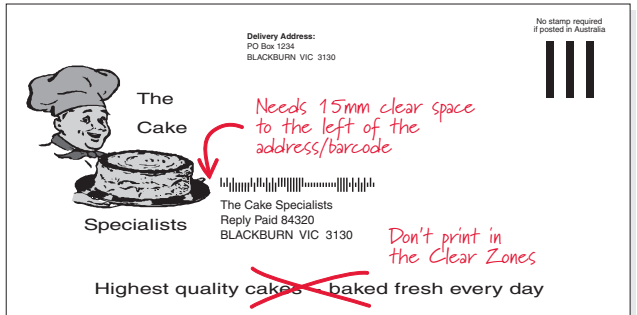 No stamp required
if posted in Australia
Delivery Address:
PO Box 1234
BLACKBURN VIC 3130
The
Cake
Specialists
Needs 15mm clear space
to the left of the
address/barcode
The Cake Specialists
Reply Paid 84320
BLACKBURN VIC 3130
Don't print in
the Clear Zones
Highest quality cakes – baked fresh every day